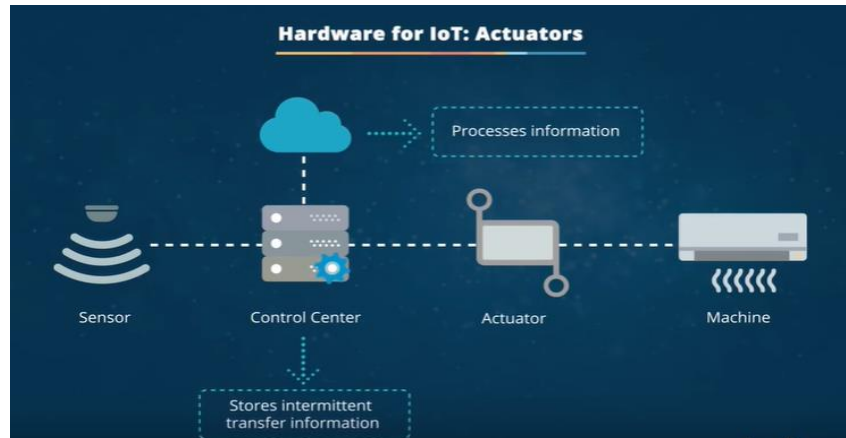 Hardware for IoT: Actuators
Processes information
Sensor
Control Center
Actuator
Machine
Stores intermittent
transfer information